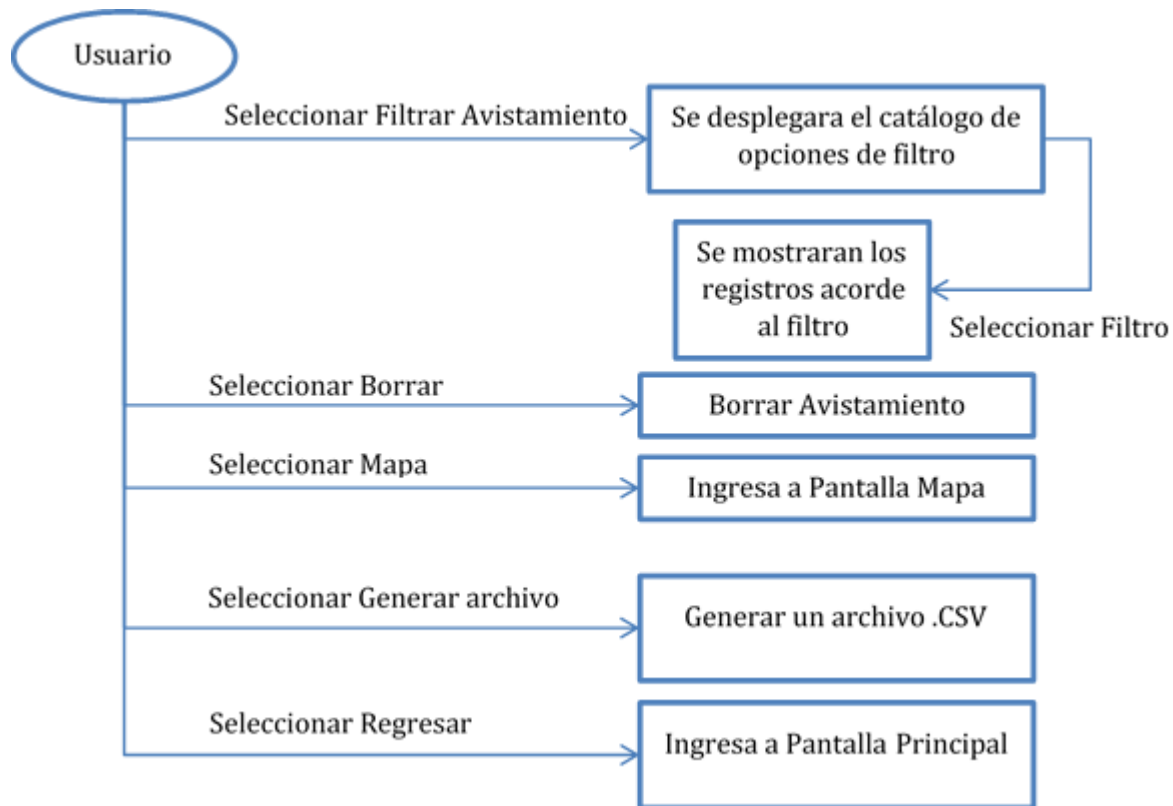 Usuario
Seleccionar Filtrar Avistamiento
Se desplegara el catálogo de
opciones de filtro
Se mostraran los
registros acorde
al filtro
Seleccionar Filtro
Seleccionar Borrar
Borrar Avistamiento
Seleccionar Mapa
Ingresa a Pantalla Mapa
Seleccionar Generar archivo
Generar un archivo .CSV
Seleccionar Regresar
Ingresa a Pantalla Principal